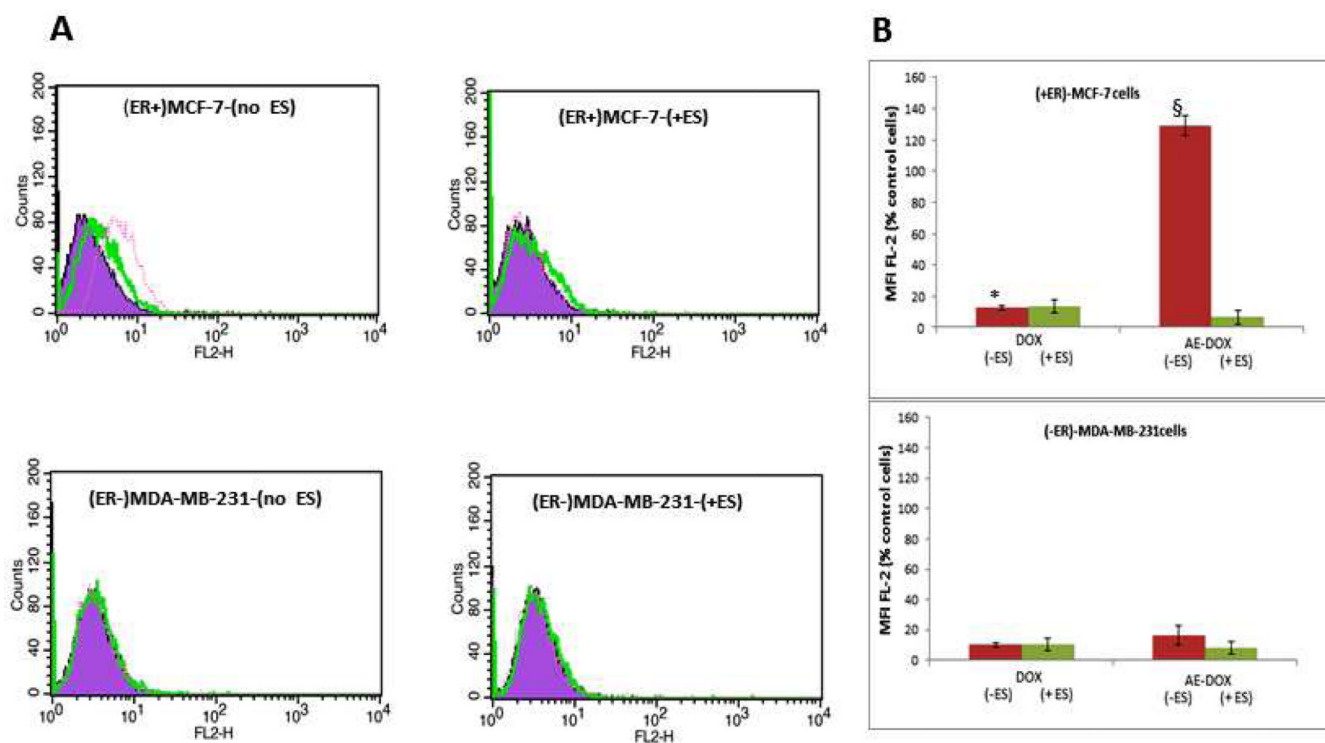 A
B
(ER+)MCF-7-(no ES)
Counts
200
160
120
80
40
0
10^0 10^1 10^2 10^3 10^4
FL2-H
(ER+)MCF-7-(+ES)
Counts
200
160
120
80
40
0
10^0 10^1 10^2 10^3 10^4
FL2-H
(ER-)MDA-MB-231-(no ES)
Counts
200
160
120
80
40
0
10^0 10^1 10^2 10^3 10^4
FL2-H
(ER-)MDA-MB-231-(+ES)
Counts
200
160
120
80
40
0
10^0 10^1 10^2 10^3 10^4
FL2-H
(+ER)-MCF-7 cells
MFI FL-2 (% control cells)
160
140
120
100
80
60
40
20
0
*
§
DOX AE-DOX
(-ES) (+ES) (-ES) (+ES)
(-ER)-MDA-MB-231cells
MFI FL-2 (% control cells)
160
140
120
100
80
60
40
20
0
DOX AE-DOX
(-ES) (+ES) (-ES) (+ES)